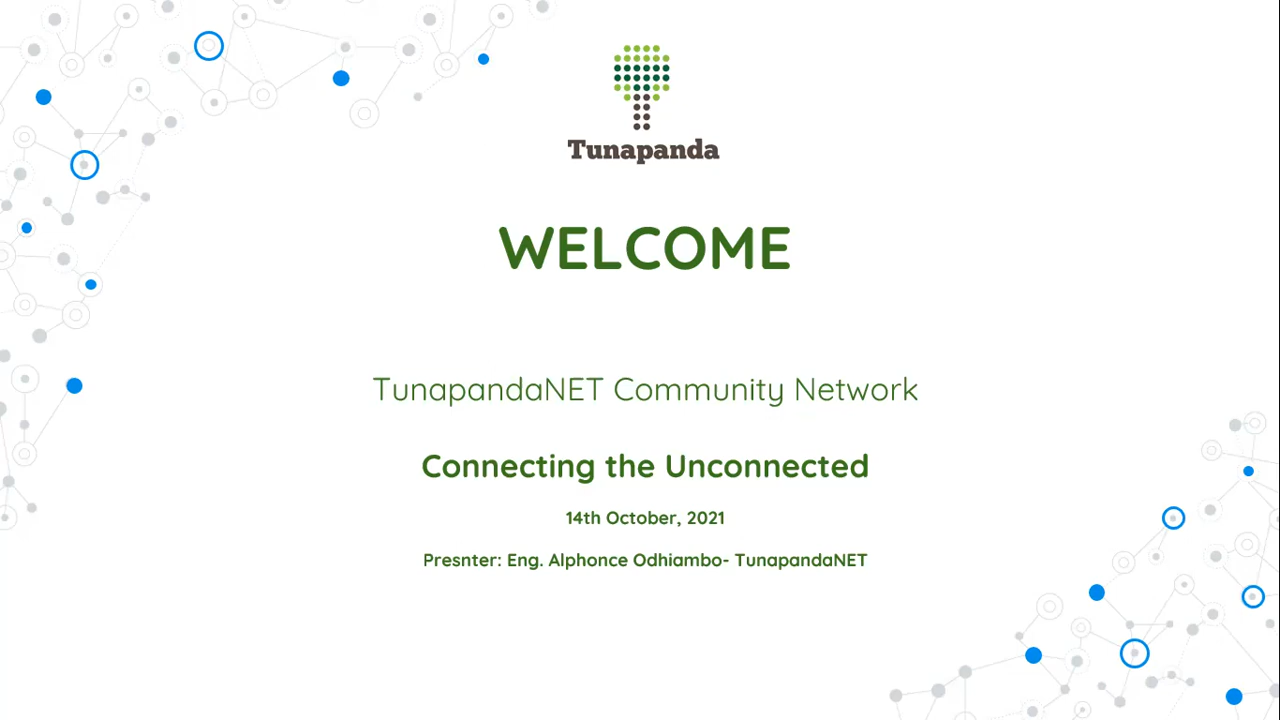 Tunapanda
WELCOME
TunapandaNET Community Network
Connecting the Unconnected
14th October, 2021
Presnter: Eng. Alphonce Odhiambo- TunapandaNET